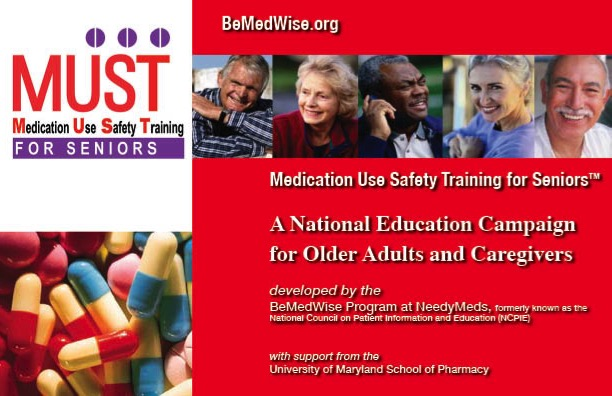 BeMedWise.org
MUST
Medication Use Safety Training
FOR SENIORS
Medication Use Safety Training for Seniors™
A National Education Campaign
for Older Adults and Caregivers
developed by the
BeMedWise Program at NeedyMeds, formerly known as the
National Council on Patient Information and Education (NCPIE)
with support from the
University of Maryland School of Pharmacy